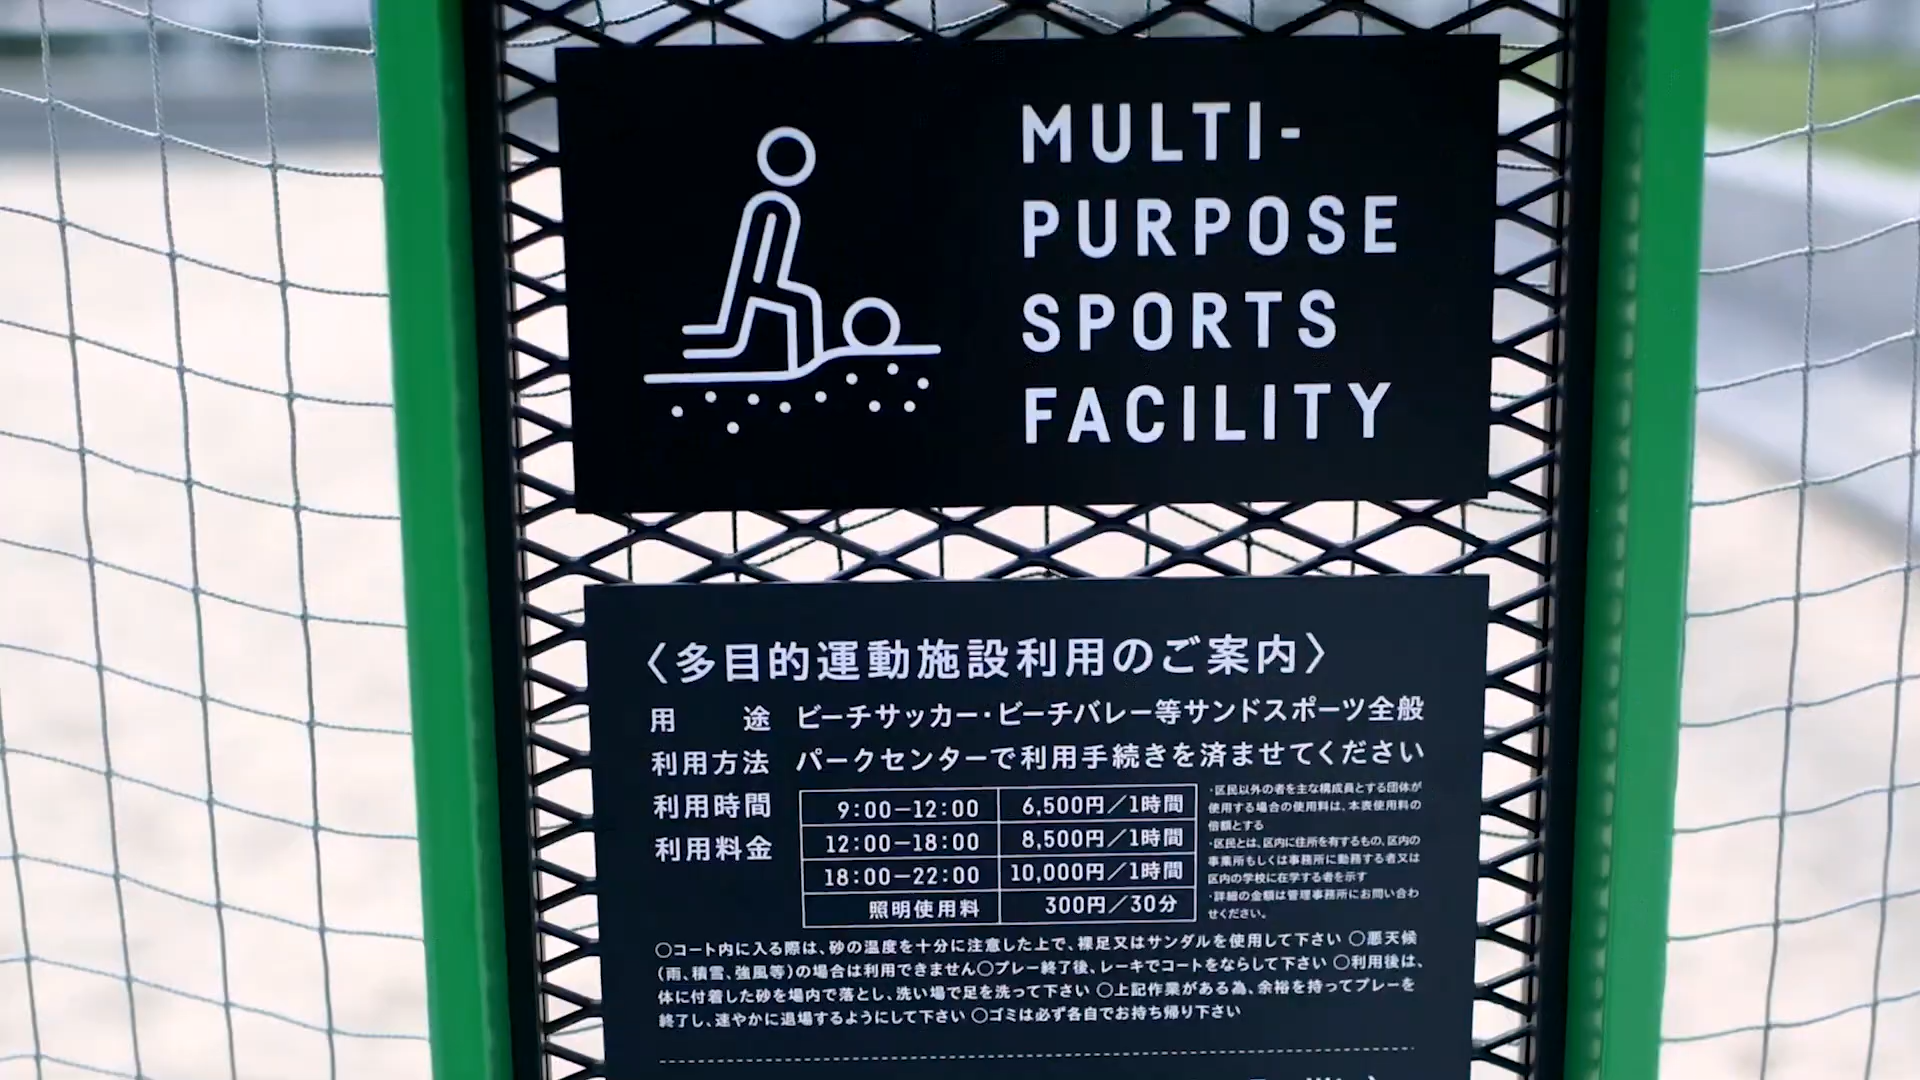 MULTI-
PURPOSE
SPORTS
FACILITY
〈多目的運動施設利用のご案内〉
用 途 ビーチサッカー・ビーチバレー等サンドスポーツ全般
利用方法 パークセンターで利用手続きを済ませてください
利用時間
利用料金
9:00−12:00 6,500円／1時間
12:00−18:00 8,500円／1時間
18:00−22:00 10,000円／1時間
照明使用料 300円／30分
・区民以外の者を主な構成員とする団体が
使用する場合の使用料は、本表使用料の
倍額とする
・区民とは、区内に住所を有するもの、区内の
事業所もしくは事務所に勤務する者又は
区内の学校に在学する者を示す
・詳細の金額は管理事務所にお問い合わ
せください。
○コート内に入る際は、砂の温度を十分に注意した上で、裸足又はサンダルを使用して下さい ○悪天候
（雨、積雪、強風等）の場合は利用できません○プレー終了後、レーキでコートをならして下さい ○利用後は、
体に付着した砂を場内で落とし、洗い場で足を洗って下さい ○上記作業がある為、余裕を持ってプレーを
終了し、速やかに退場するようにして下さい ○ゴミは必ず各自でお持ち帰り下さい